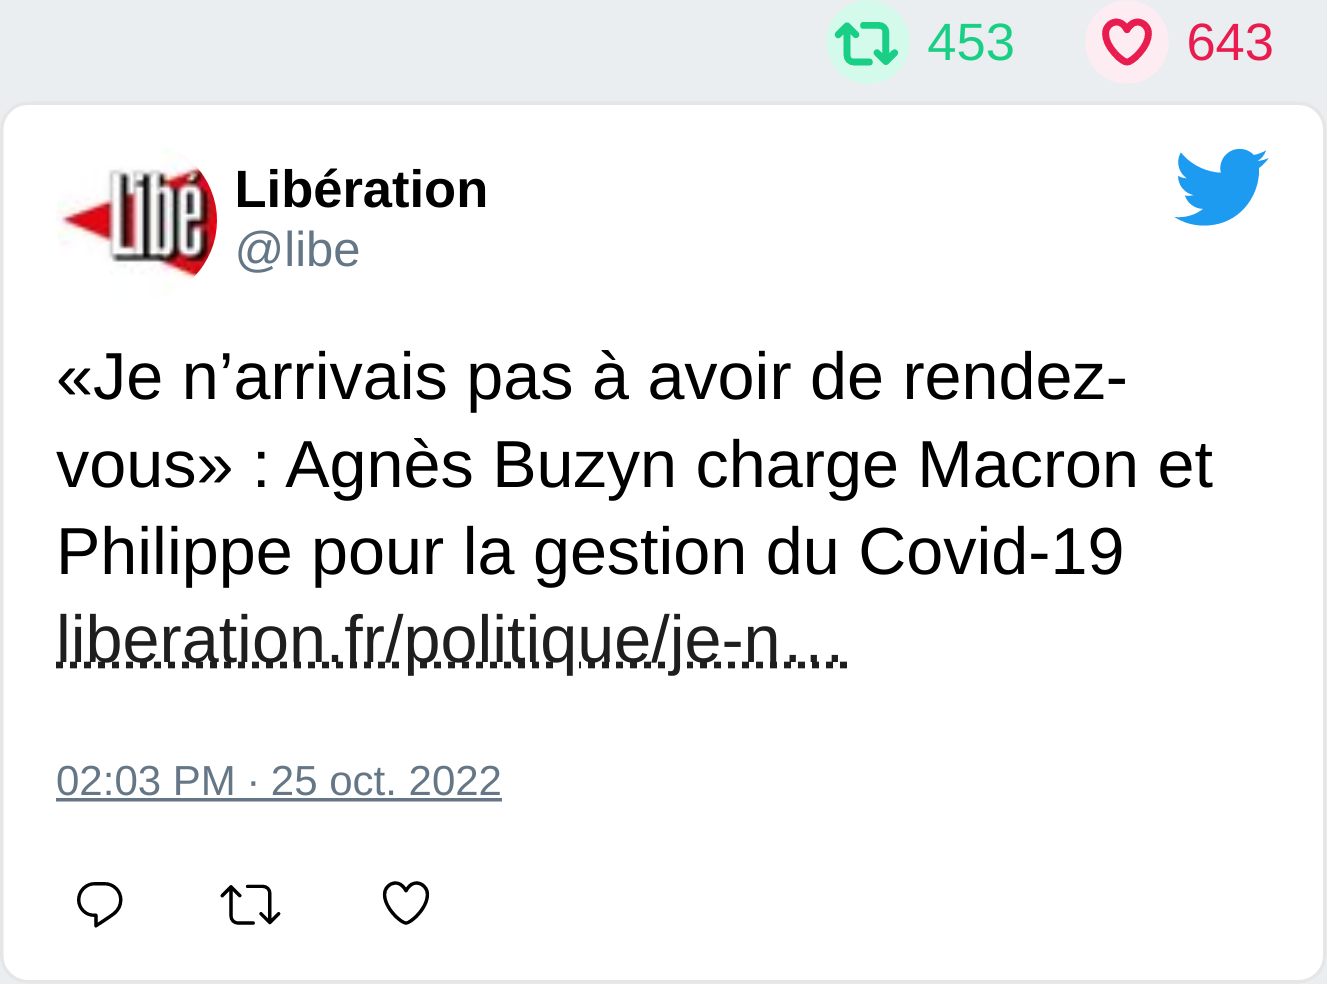 453 643
Libé
Libération
@libe
«Je n’arrivais pas à avoir de rendez-
vous» : Agnès Buzyn charge Macron et
Philippe pour la gestion du Covid-19
liberation.fr/politique/je-n…
02:03 PM · 25 oct. 2022